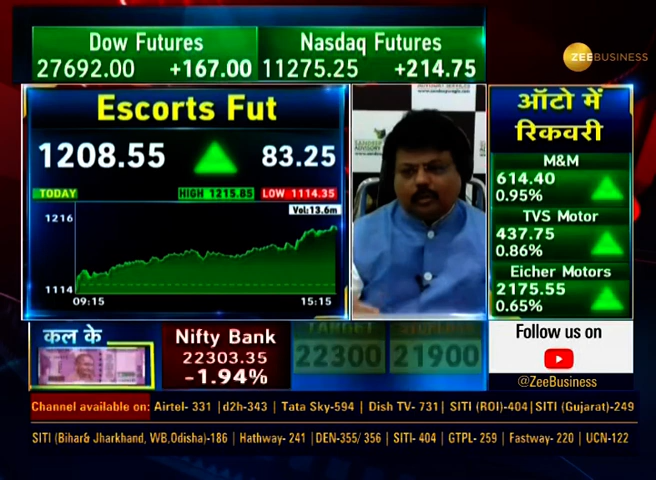 Dow Futures
27692.00 +167.00
Nasdaq Futures
11275.25 +214.75
ZEEBUSINESS
Escorts Fut
1208.55 83.25
TODAY HIGH 1215.85 LOW 1114.35
Vol:13.6m
1216
1114
09:15 15:15
ऑटो में
रिकवरी
M&M
614.40
0.95%
TVS Motor
437.75
0.86%
Eicher Motors
2175.55
0.65%
कल के
Nifty Bank
22303.35
-1.94%
TARGET
22300
STOPLOSS
21900
Follow us on
@ZeeBusiness
Channel available on: Airtel- 331 | d2h-343 | Tata Sky-594 | Dish TV- 731| SITI (ROI)-404| SITI (Gujarat)-249
SITI (Bihar& Jharkhand, WB,Odisha)-186 | Hathway- 241 |DEN-355/ 356 | SITI- 404 | GTPL- 259 | Fastway- 220 | UCN-122